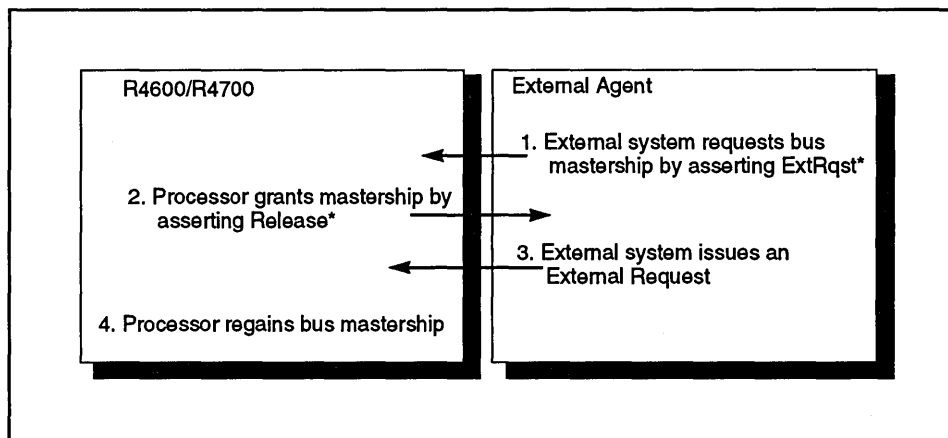 R4600/R4700
External Agent
1. External system requests bus
mastership by asserting ExtRqst*
2. Processor grants mastership by
asserting Release*
3. External system issues an
External Request
4. Processor regains bus mastership